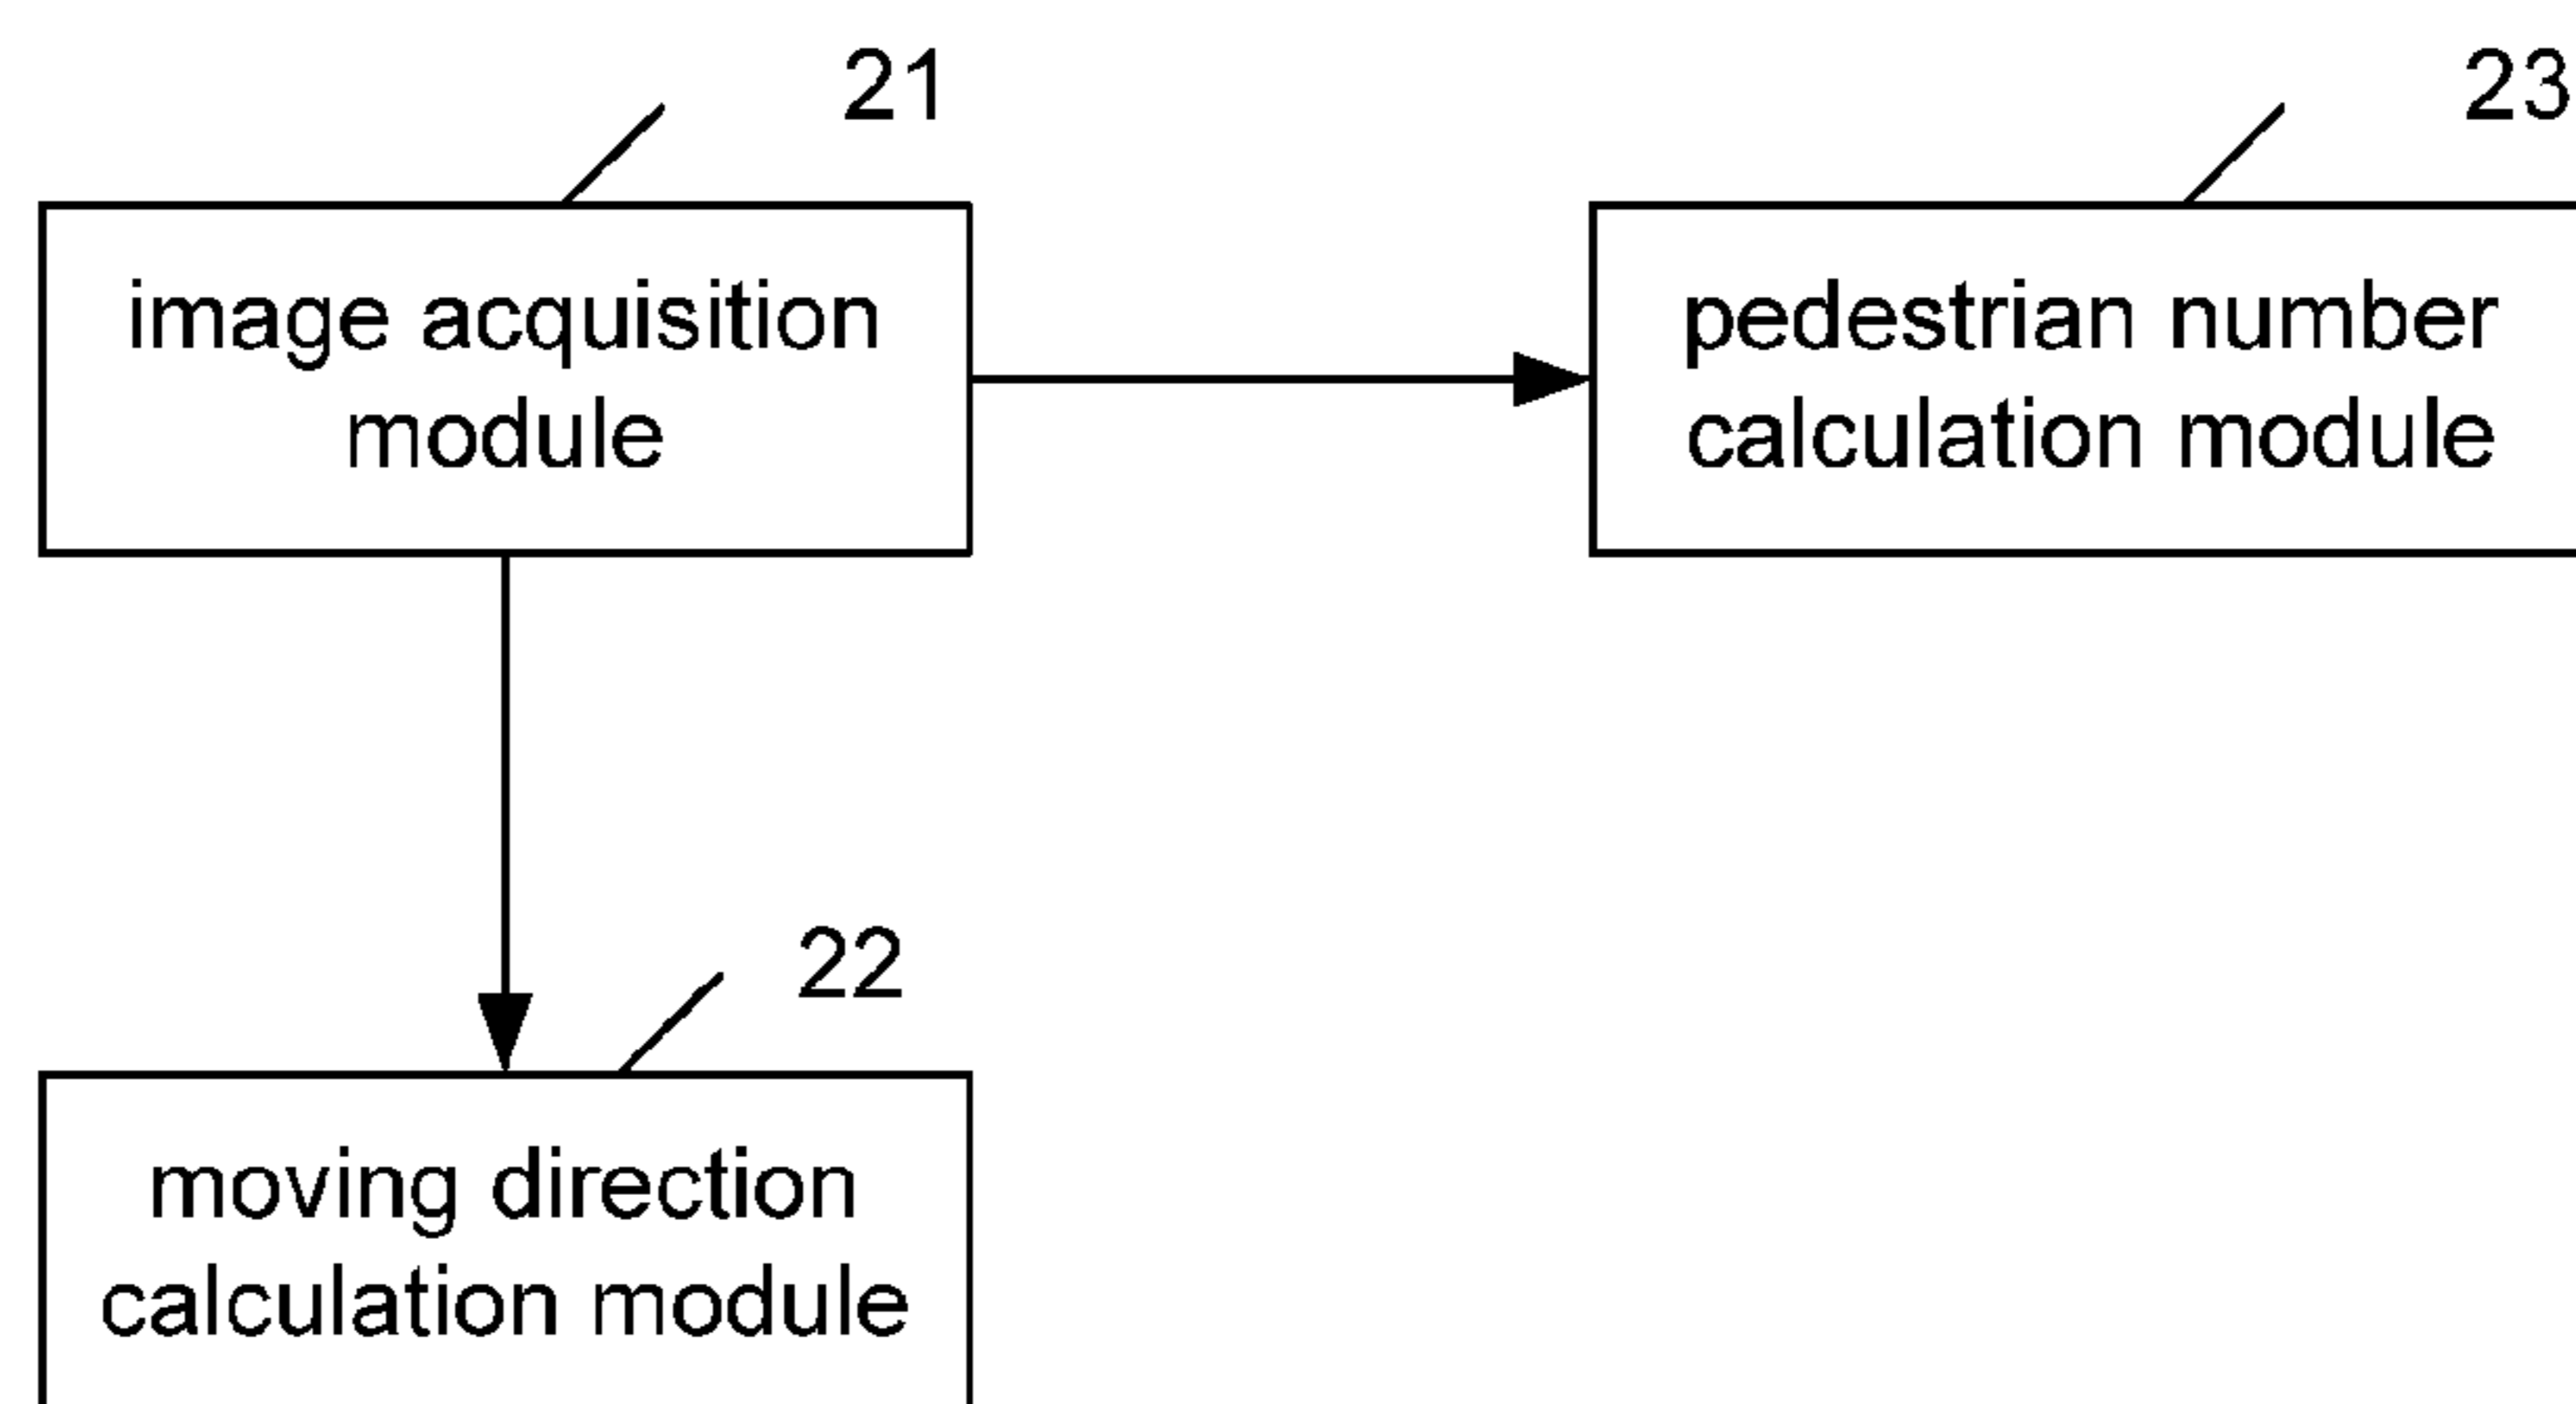 21
image acquisition
module
23
pedestrian number
calculation module
22
moving direction
calculation module